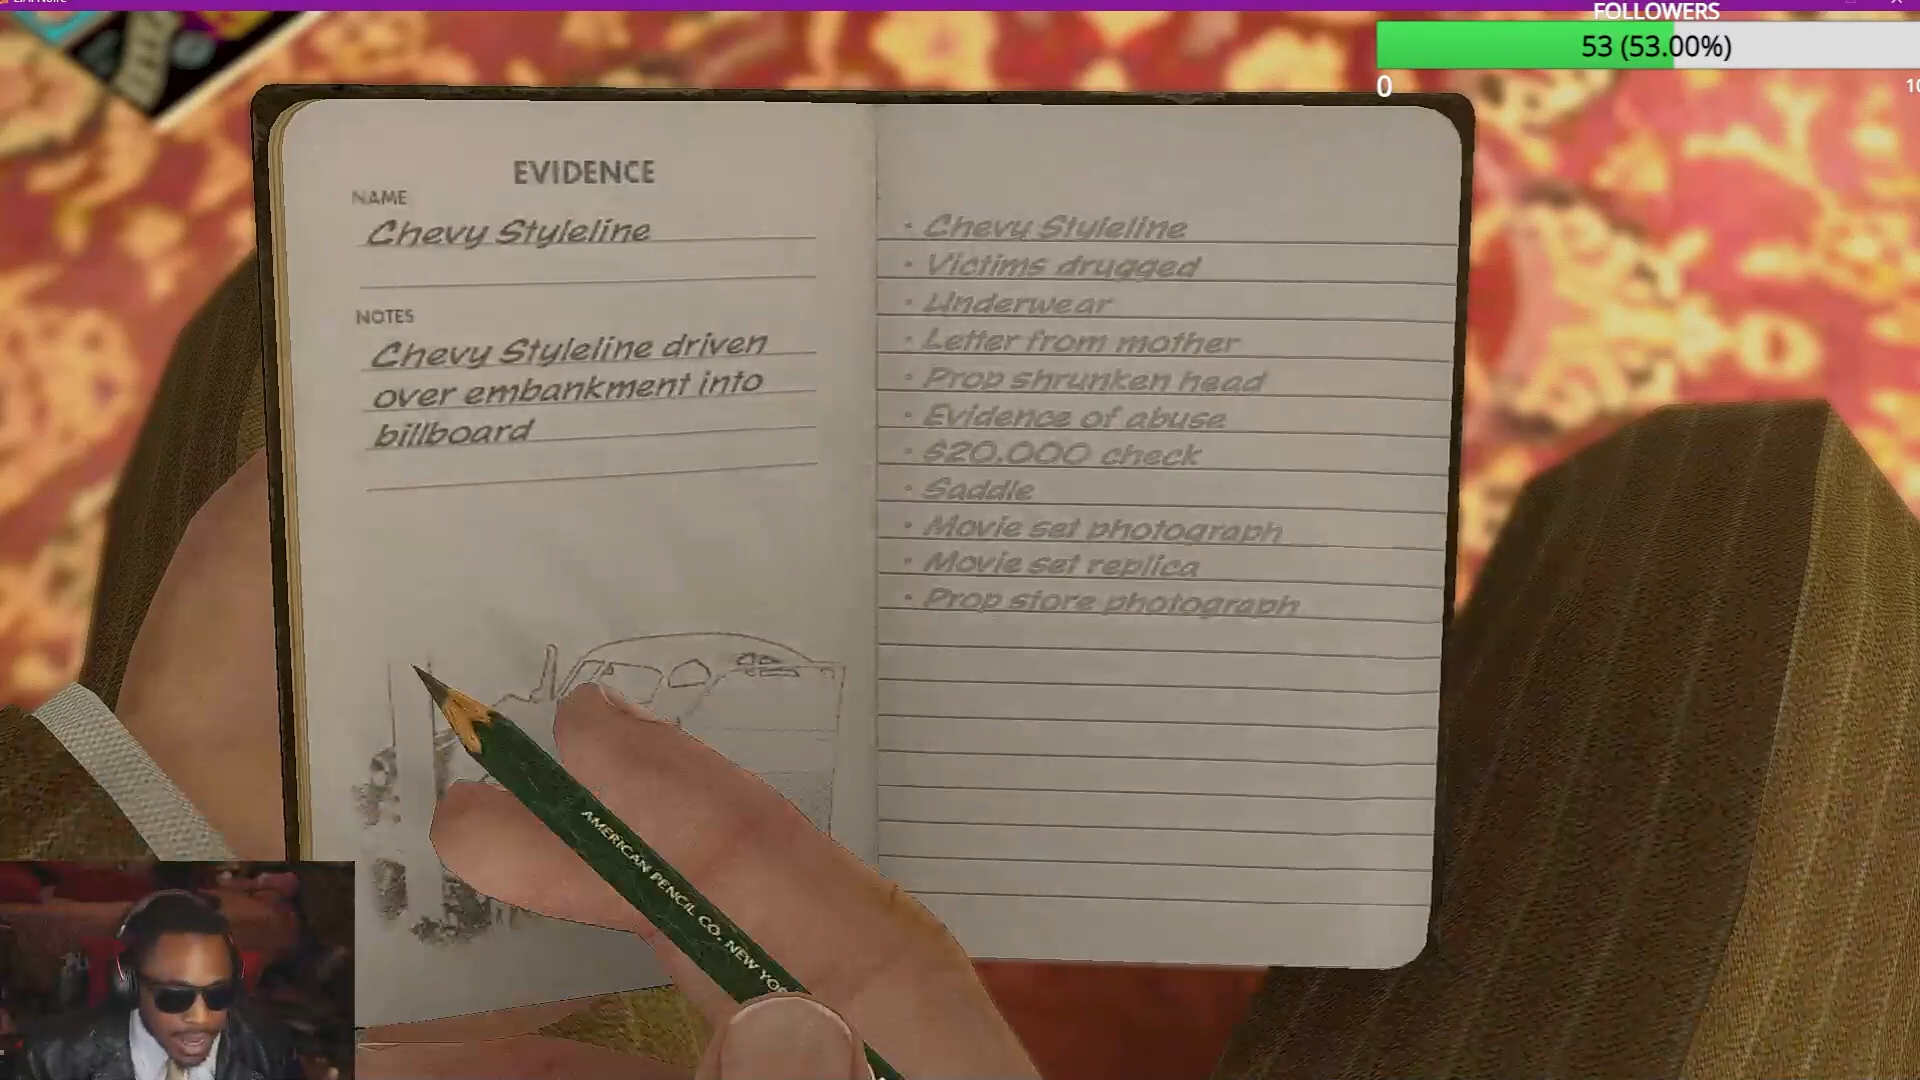 FOLLOWERS
53 (53.00%)
0
EVIDENCE
NAME
Chevy Styleline
NOTES
Chevy Styleline driven
over embankment into
billboard
• Chevy Styleline
• Victims drugged
• Underwear
• Letter from mother
• Prop shrunken head
• Evidence of abuse
• $20,000 check
• Saddle
• Movie set photograph
• Movie set replica
• Prop store photograph
AMERICAN PENCIL CO. NEW YOR